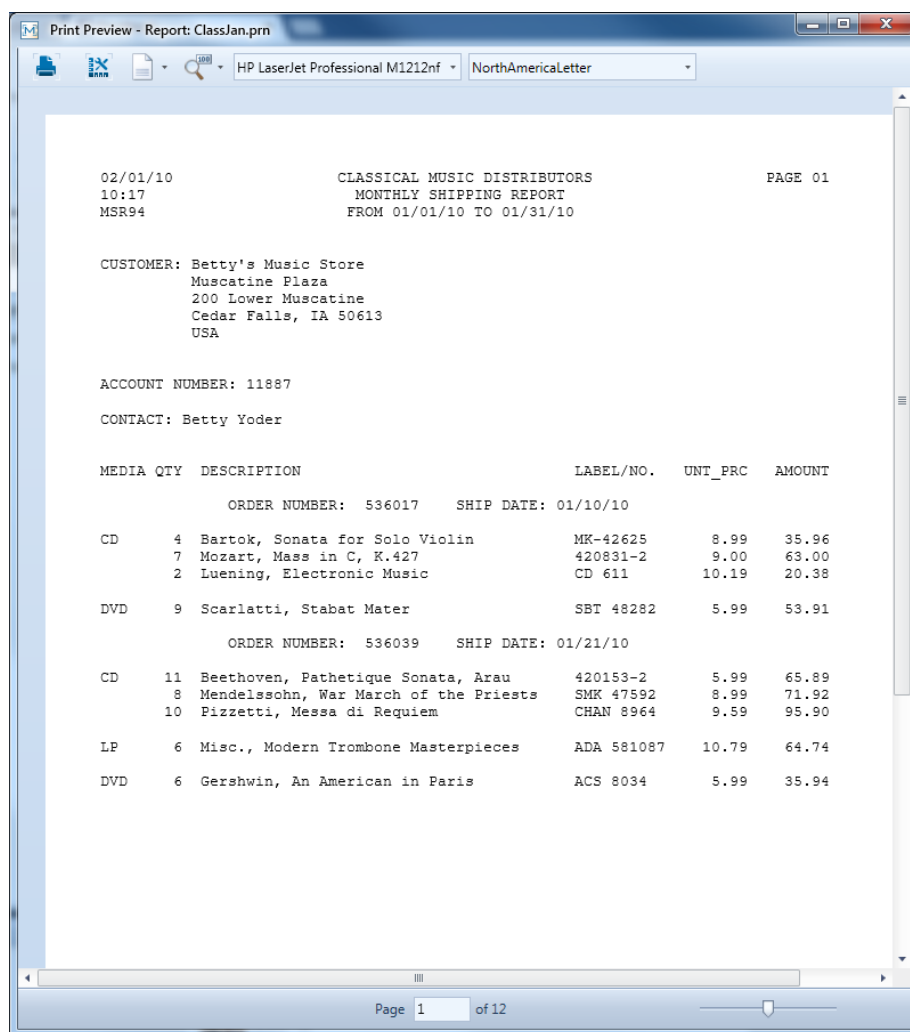 Print Preview - Report: ClassJan.prn
100 HP LaserJet Professional M1212nf NorthAmericaLetter
02/01/10 CLASSICAL MUSIC DISTRIBUTORS PAGE 01
10:17 MONTHLY SHIPPING REPORT
MSR94 FROM 01/01/10 TO 01/31/10
CUSTOMER: Betty's Music Store
Muscatine Plaza
200 Lower Muscatine
Cedar Falls, IA 50613
USA
ACCOUNT NUMBER: 11887
CONTACT: Betty Yoder
MEDIA QTY DESCRIPTION LABEL/NO. UNT_PRC AMOUNT
ORDER NUMBER: 536017 SHIP DATE: 01/10/10
CD 4 Bartok, Sonata for Solo Violin MK-42625 8.99 35.96
7 Mozart, Mass in C, K.427 420831-2 9.00 63.00
2 Luening, Electronic Music CD 611 10.19 20.38
DVD 9 Scarlatti, Stabat Mater SBT 48282 5.99 53.91
ORDER NUMBER: 536039 SHIP DATE: 01/21/10
CD 11 Beethoven, Pathetique Sonata, Arau 420153-2 5.99 65.89
8 Mendelssohn, War March of the Priests SMK 47592 8.99 71.92
10 Pizzetti, Messa di Requiem CHAN 8964 9.59 95.90
LP 6 Misc., Modern Trombone Masterpieces ADA 581087 10.79 64.74
DVD 6 Gershwin, An American in Paris ACS 8034 5.99 35.94
Page 1 of 12